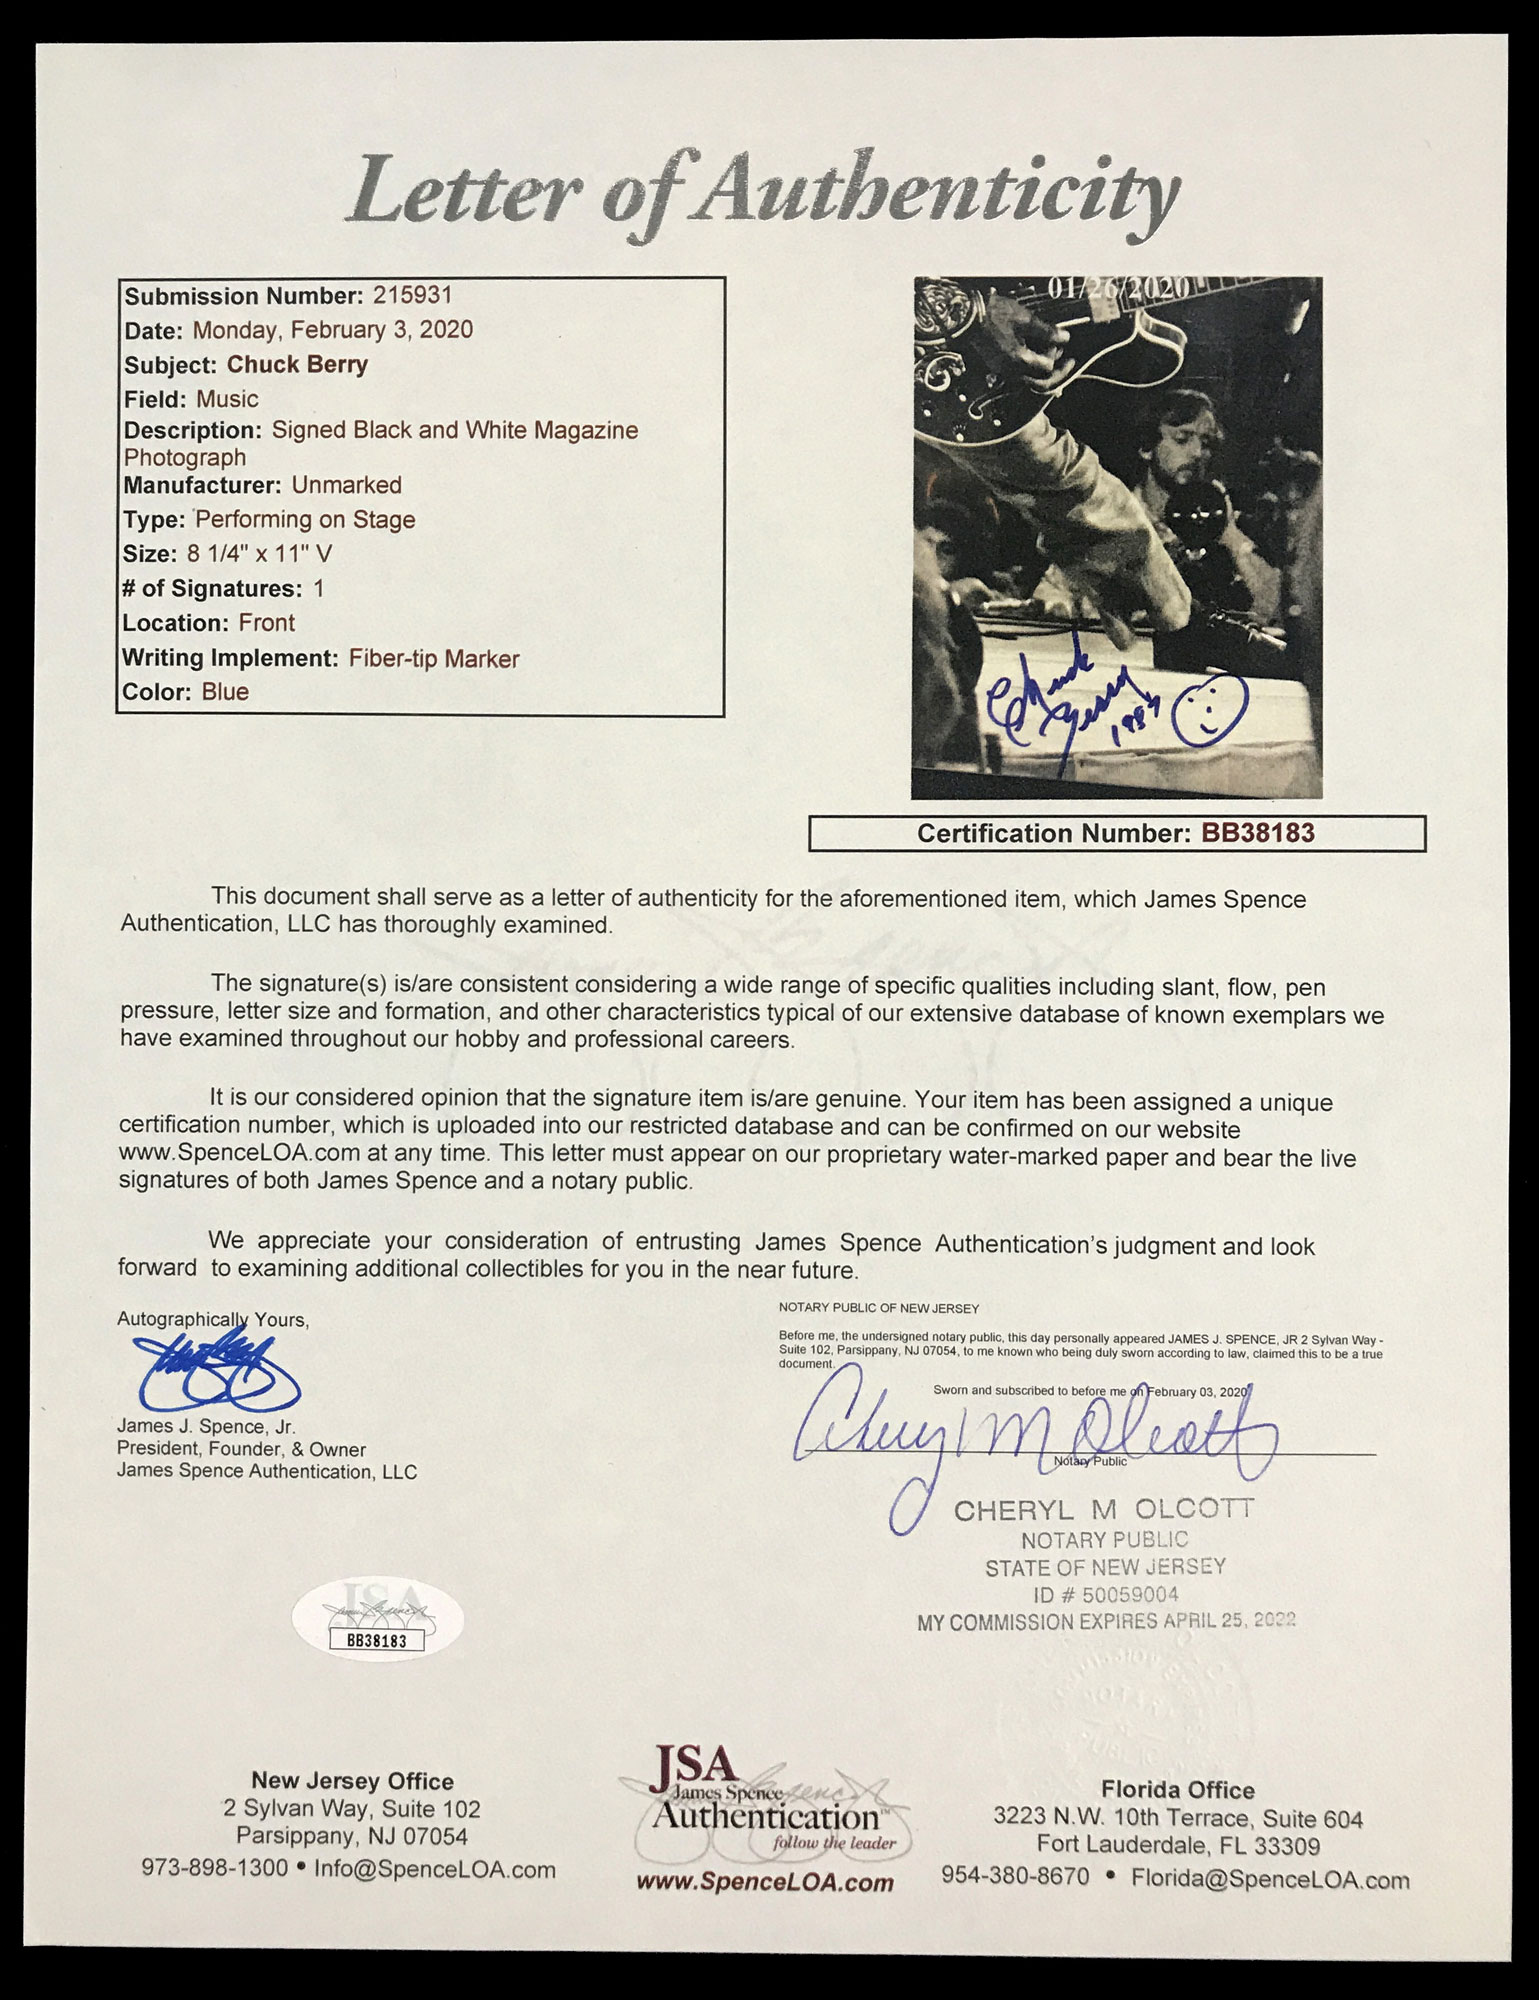 Letter of Authenticity
Submission Number: 215931
Date: Monday, February 3, 2020
Subject: Chuck Berry
Field: Music
Description: Signed Black and White Magazine
Photograph
Manufacturer: Unmarked
Type: Performing on Stage
Size: 8 1/4" x 11" V
# of Signatures: 1
Location: Front
Writing Implement: Fiber-tip Marker
Color: Blue
01/26/2020
Chuck
Berry
Certification Number: BB38183
This document shall serve as a letter of authenticity for the aforementioned item, which James Spence
Authentication, LLC has thoroughly examined.
The signature(s) is/are consistent considering a wide range of specific qualities including slant, flow, pen
pressure, letter size and formation, and other characteristics typical of our extensive database of known exemplars we
have examined throughout our hobby and professional careers.
It is our considered opinion that the signature item is/are genuine. Your item has been assigned a unique
certification number, which is uploaded into our restricted database and can be confirmed on our website
www.SpenceLOA.com at any time. This letter must appear on our proprietary water-marked paper and bear the live
signatures of both James Spence and a notary public.
We appreciate your consideration of entrusting James Spence Authentication's judgment and look
forward to examining additional collectibles for you in the near future.
Autographically Yours,
James J. Spence, Jr.
President, Founder, & Owner
James Spence Authentication, LLC
NOTARY PUBLIC OF NEW JERSEY
Before me, the undersigned notary public, this day personally appeared JAMES J. SPENCE, JR 2 Sylvan Way -
Suite 102, Parsippany, NJ 07054, to me known who being duly sworn according to law, claimed this to be a true
document.
Sworn and subscribed to before me on February 03, 2020
Cheryl M Olcott
Notary Public
CHERYL M OLCOTT
NOTARY PUBLIC
STATE OF NEW JERSEY
ID # 50059004
MY COMMISSION EXPIRES APRIL 25, 2022
JSA
BB38183
New Jersey Office
2 Sylvan Way, Suite 102
Parsippany, NJ 07054
973-898-1300 • Info@SpenceLOA.com
JSA
James Spence
Authentication™
follow the leader
www.SpenceLOA.com
Florida Office
3223 N.W. 10th Terrace, Suite 604
Fort Lauderdale, FL 33309
954-380-8670 • Florida@SpenceLOA.com